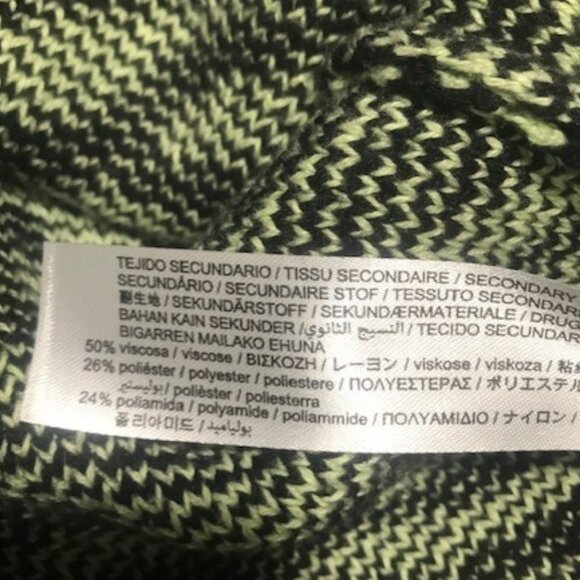 TEJIDO SECUNDARIO / TISSU SECONDAIRE / SECONDARY
SECUNDÁRIO / SECUNDAIRE STOF / TESSUTO SECONDAR
副生地 / SEKUNDÄRSTOFF / SEKUNDÆRMATERIALE / DRUG
BAHAN KAIN SEKUNDER / النسيج الثانوي / TECIDO SECUNDAR
BIGARREN MAILAKO EHUNA
50% viscosa / viscose / ΒΙΣΚΟΖΗ / レーヨン / viskose / viskoza / 粘
26% poliéster / polyester / poliestere / ΠΟΛΥΕΣΤΕΡΑΣ / ポリエステル
بوليستير / polièster / poliesterra
24% poliamida / polyamide / poliammide / ΠΟΛΥΑΜΙΔΙΟ / ナイロン /
폴리아미드 / بولياميد